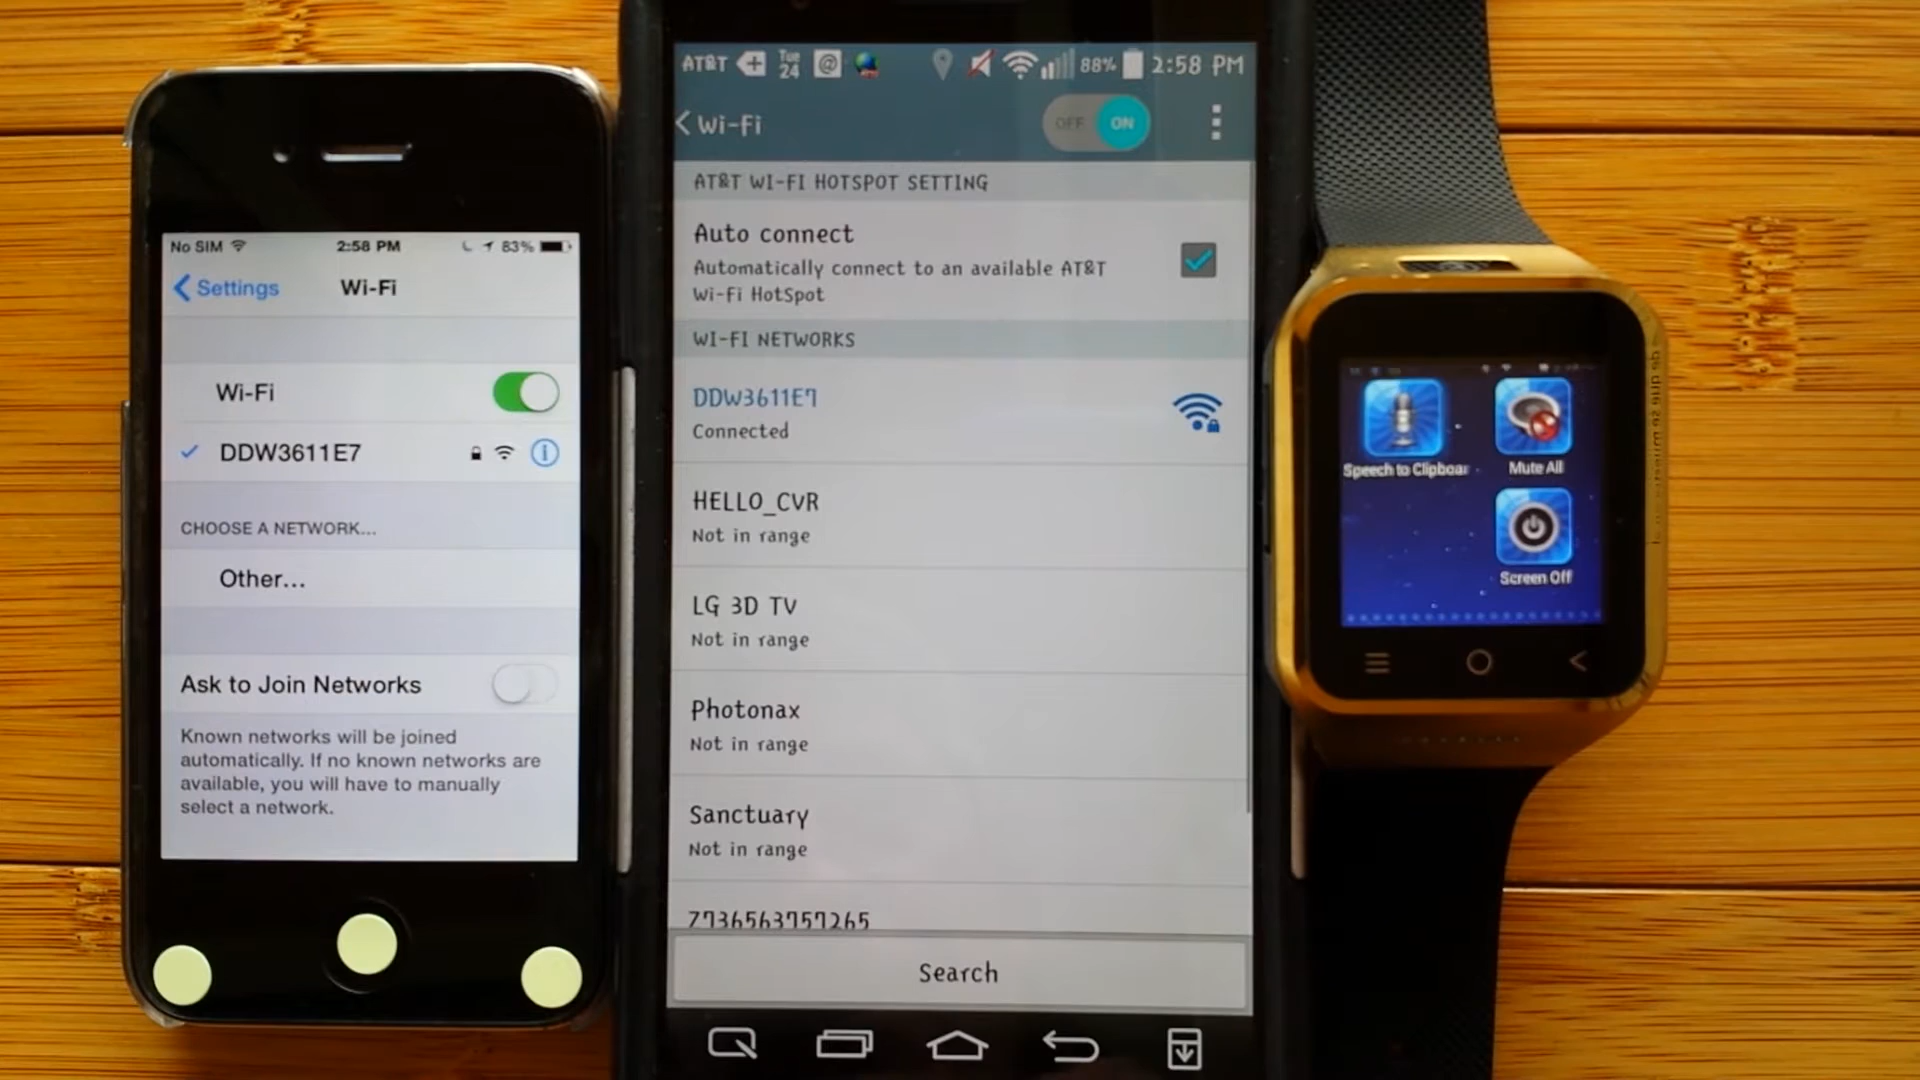 No SIM 2:58 PM 83%
Settings Wi-Fi
Wi-Fi
DDW3611E7
CHOOSE A NETWORK...
Other...
Ask to Join Networks
Known networks will be joined
automatically. If no known networks are
available, you will have to manually
select a network.
AT&T Tue 24 88% 2:58 PM
Wi-Fi OFF ON
AT&T WI-FI HOTSPOT SETTING
Auto connect
Automatically connect to an available AT&T
Wi-Fi HotSpot
WI-FI NETWORKS
DDW3611E7
Connected
HELLO_CVR
Not in range
LG 3D TV
Not in range
Photonax
Not in range
Sanctuary
Not in range
7736563757265
Search
Speech to Clipboar Mute All
Screen Off